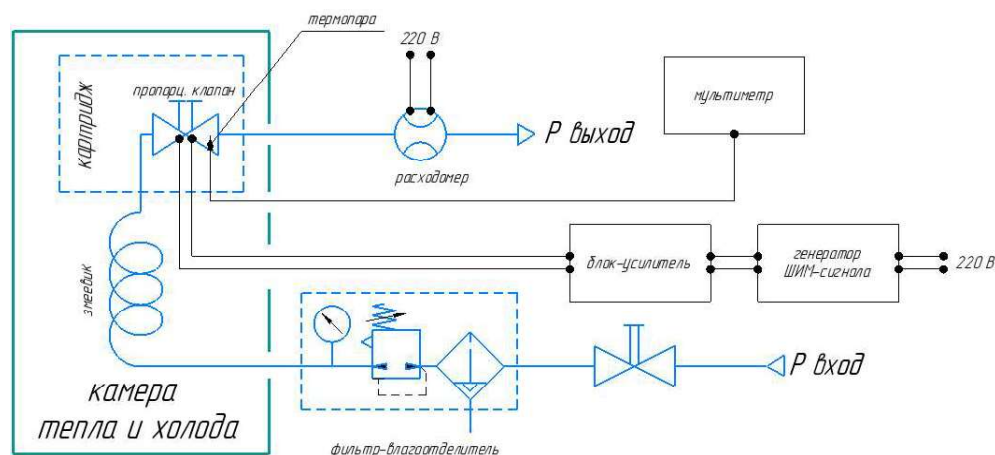 термопара
220 В
пропорц. клапан
картридж
мультиметр
P выход
расходомер
блок-усилитель
генератор
ШИМ-сигнала
220 В
змеевик
P вход
камера
тепла и холода
фильтр-влагоотделитель